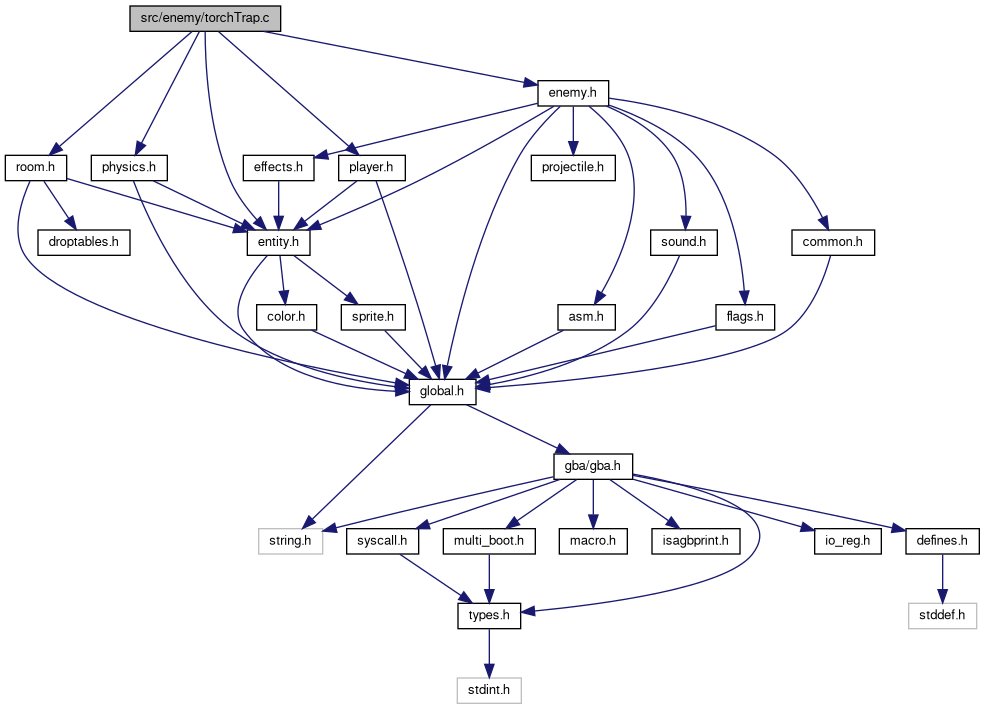 src/enemy/torchTrap.c
enemy.h
room.h
physics.h
effects.h
player.h
projectile.h
droptables.h
entity.h
sound.h
common.h
color.h
sprite.h
asm.h
flags.h
global.h
gba/gba.h
string.h
syscall.h
multi_boot.h
macro.h
isagbprint.h
io_reg.h
defines.h
types.h
stddef.h
stdint.h